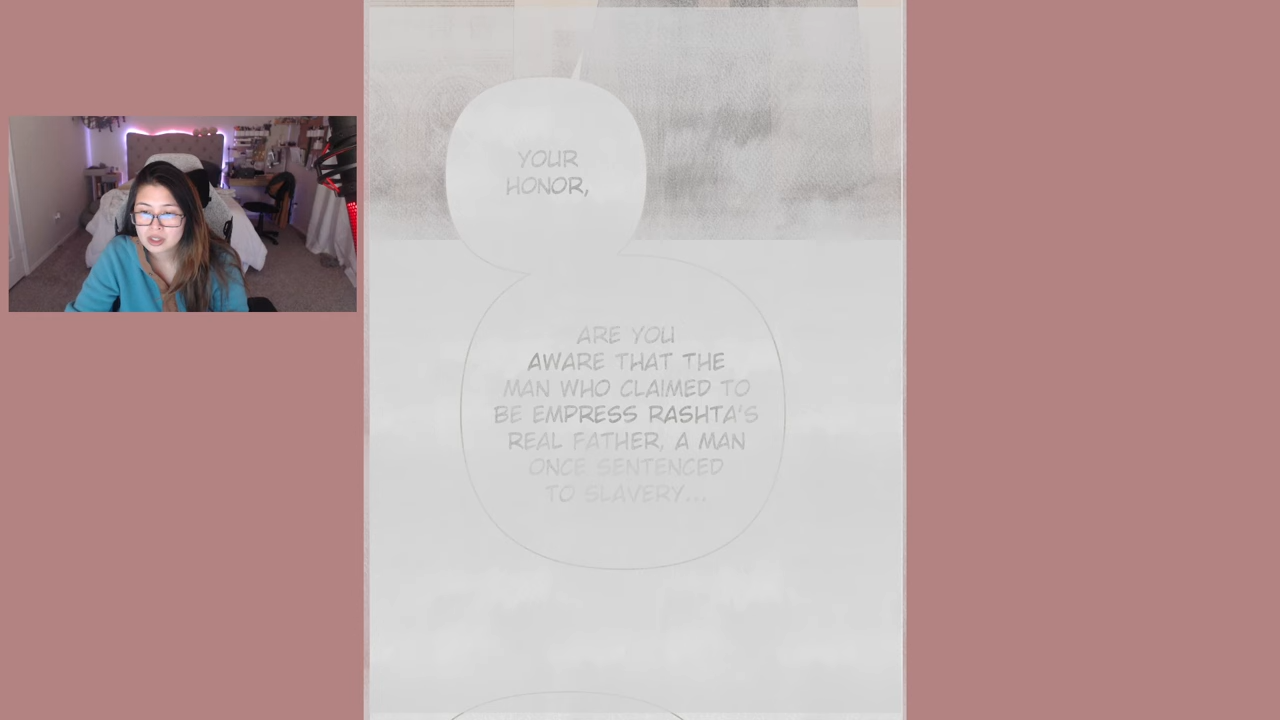 YOUR
HONOR,
ARE YOU
AWARE THAT THE
MAN WHO CLAIMED TO
BE EMPRESS RASHTA'S
REAL FATHER, A MAN
ONCE SENTENCED
TO SLAVERY...